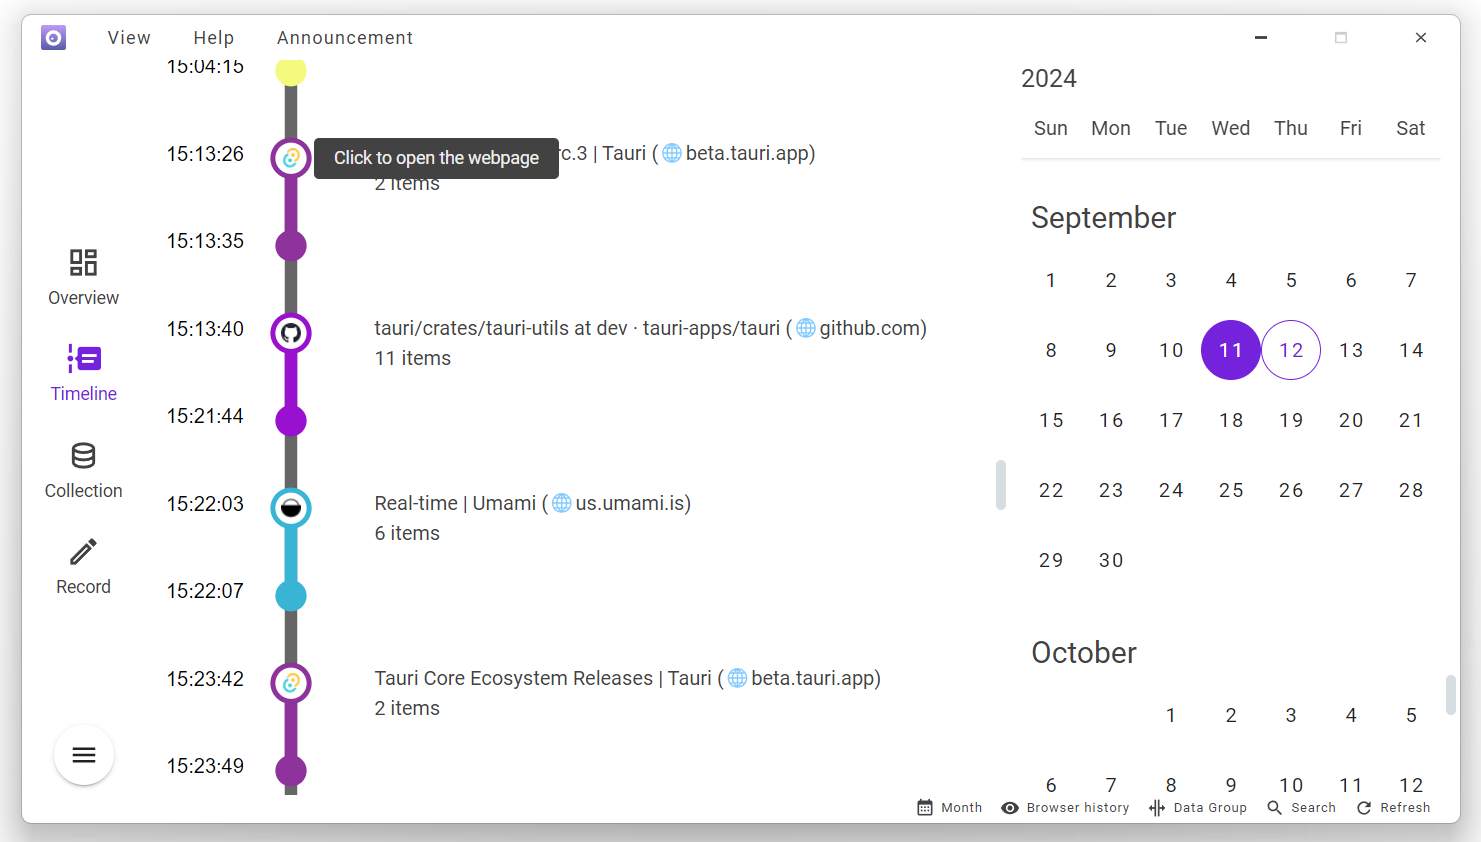 View Help Announcement
15:04:15
15:13:26
Click to open the webpage
rc.3 | Tauri (beta.tauri.app)
2 items
15:13:35
15:13:40
tauri/crates/tauri-utils at dev · tauri-apps/tauri (github.com)
11 items
15:21:44
15:22:03
Real-time | Umami (us.umami.is)
6 items
15:22:07
15:23:42
Tauri Core Ecosystem Releases | Tauri (beta.tauri.app)
2 items
15:23:49
Overview
Timeline
Collection
Record
2024
Sun Mon Tue Wed Thu Fri Sat
September
1 2 3 4 5 6 7
8 9 10 11 12 13 14
15 16 17 18 19 20 21
22 23 24 25 26 27 28
29 30
October
1 2 3 4 5
6 7 8 9 10 11 12
Month Browser history Data Group Search Refresh